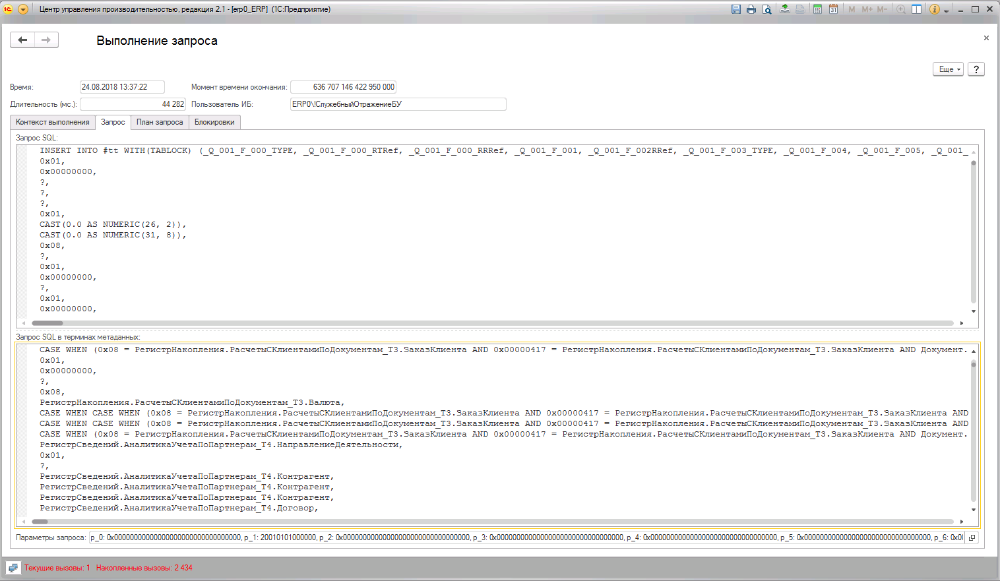 Центр управления производительностью, редакция 2.1 - [erp0_ERP] (1С:Предприятие)
M M+ M-
Выполнение запроса
Еще ?
Время: 24.08.2018 13:37:22 Момент времени окончания: 636 707 146 422 950 000
Длительность (мс.): 44 282 Пользователь ИБ: ERP0\!СлужебныйОтражениеБУ
Контекст выполнения Запрос План запроса Блокировки
Запрос SQL:
INSERT INTO #tt WITH(TABLOCK) (_Q_001_F_000_TYPE, _Q_001_F_000_RTRef, _Q_001_F_000_RRRef, _Q_001_F_001, _Q_001_F_002RRef, _Q_001_F_003_TYPE, _Q_001_F_004, _Q_001_F_005, _Q_001_
0x01,
0x00000000,
?,
?,
?,
0x01,
CAST(0.0 AS NUMERIC(26, 2)),
CAST(0.0 AS NUMERIC(31, 8)),
0x08,
?,
0x01,
0x00000000,
?,
0x01,
0x00000000,
Запрос SQL в терминах метаданных:
CASE WHEN (0x08 = РегистрНакопления.РасчетыСКлиентамиПоДокументам_T3.ЗаказКлиента AND 0x00000417 = РегистрНакопления.РасчетыСКлиентамиПоДокументам_T3.ЗаказКлиента AND Документ.
0x01,
0x00000000,
?,
0x08,
РегистрНакопления.РасчетыСКлиентамиПоДокументам_T3.Валюта,
CASE WHEN CASE WHEN (0x08 = РегистрНакопления.РасчетыСКлиентамиПоДокументам_T3.ЗаказКлиента AND 0x00000417 = РегистрНакопления.РасчетыСКлиентамиПоДокументам_T3.ЗаказКлиента AND
CASE WHEN CASE WHEN (0x08 = РегистрНакопления.РасчетыСКлиентамиПоДокументам_T3.ЗаказКлиента AND 0x00000417 = РегистрНакопления.РасчетыСКлиентамиПоДокументам_T3.ЗаказКлиента AND
CASE WHEN (0x08 = РегистрНакопления.РасчетыСКлиентамиПоДокументам_T3.ЗаказКлиента AND 0x00000417 = РегистрНакопления.РасчетыСКлиентамиПоДокументам_T3.ЗаказКлиента AND Документ.
РегистрСведений.АналитикаУчетаПоПартнерам_T4.НаправлениеДеятельности,
0x01,
?,
РегистрСведений.АналитикаУчетаПоПартнерам_T4.Контрагент,
РегистрСведений.АналитикаУчетаПоПартнерам_T4.Контрагент,
РегистрСведений.АналитикаУчетаПоПартнерам_T4.Контрагент,
РегистрСведений.АналитикаУчетаПоПартнерам_T4.Договор,
Параметры запроса: p_0: 0x00000000000000000000000000000000, p_1: 20010101000000, p_2: 0x00000000000000000000000000000000, p_3: 0x00000000000000000000000000000000, p_4: 0x00000000000000000000000000000000, p_5: 0x00000000000000000000000000000000, p_6: 0x0
Текущие вызовы: 1 Накопленные вызовы: 2 434